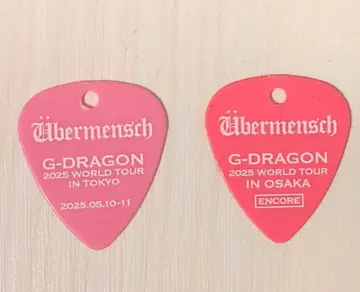 Übermensch
G-DRAGON
2025 WORLD TOUR
IN TOKYO
2025.05.10-11
Übermensch
G-DRAGON
2025 WORLD TOUR
IN OSAKA
ENCORE